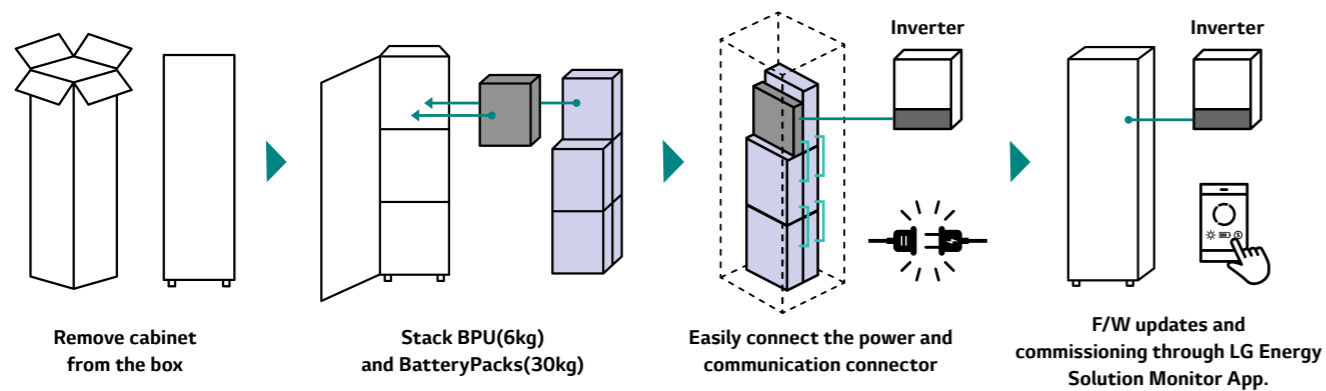 Inverter
Inverter
Remove cabinet
from the box
Stack BPU(6kg)
and BatteryPacks(30kg)
Easily connect the power and
communication connector
F/W updates and
commissioning through LG Energy
Solution Monitor App.